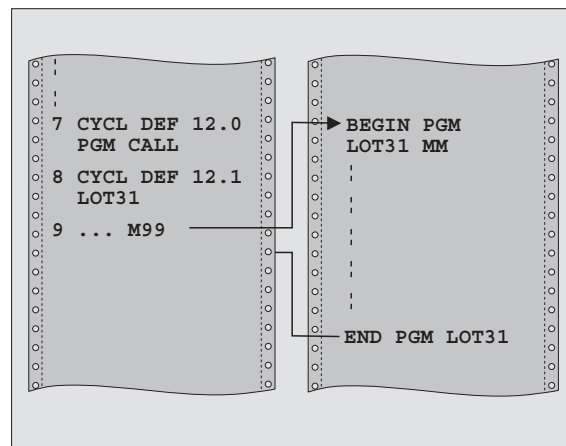 7 CYCL DEF 12.0
PGM CALL
8 CYCL DEF 12.1
LOT31
9 ... M99
BEGIN PGM
LOT31 MM
END PGM LOT31